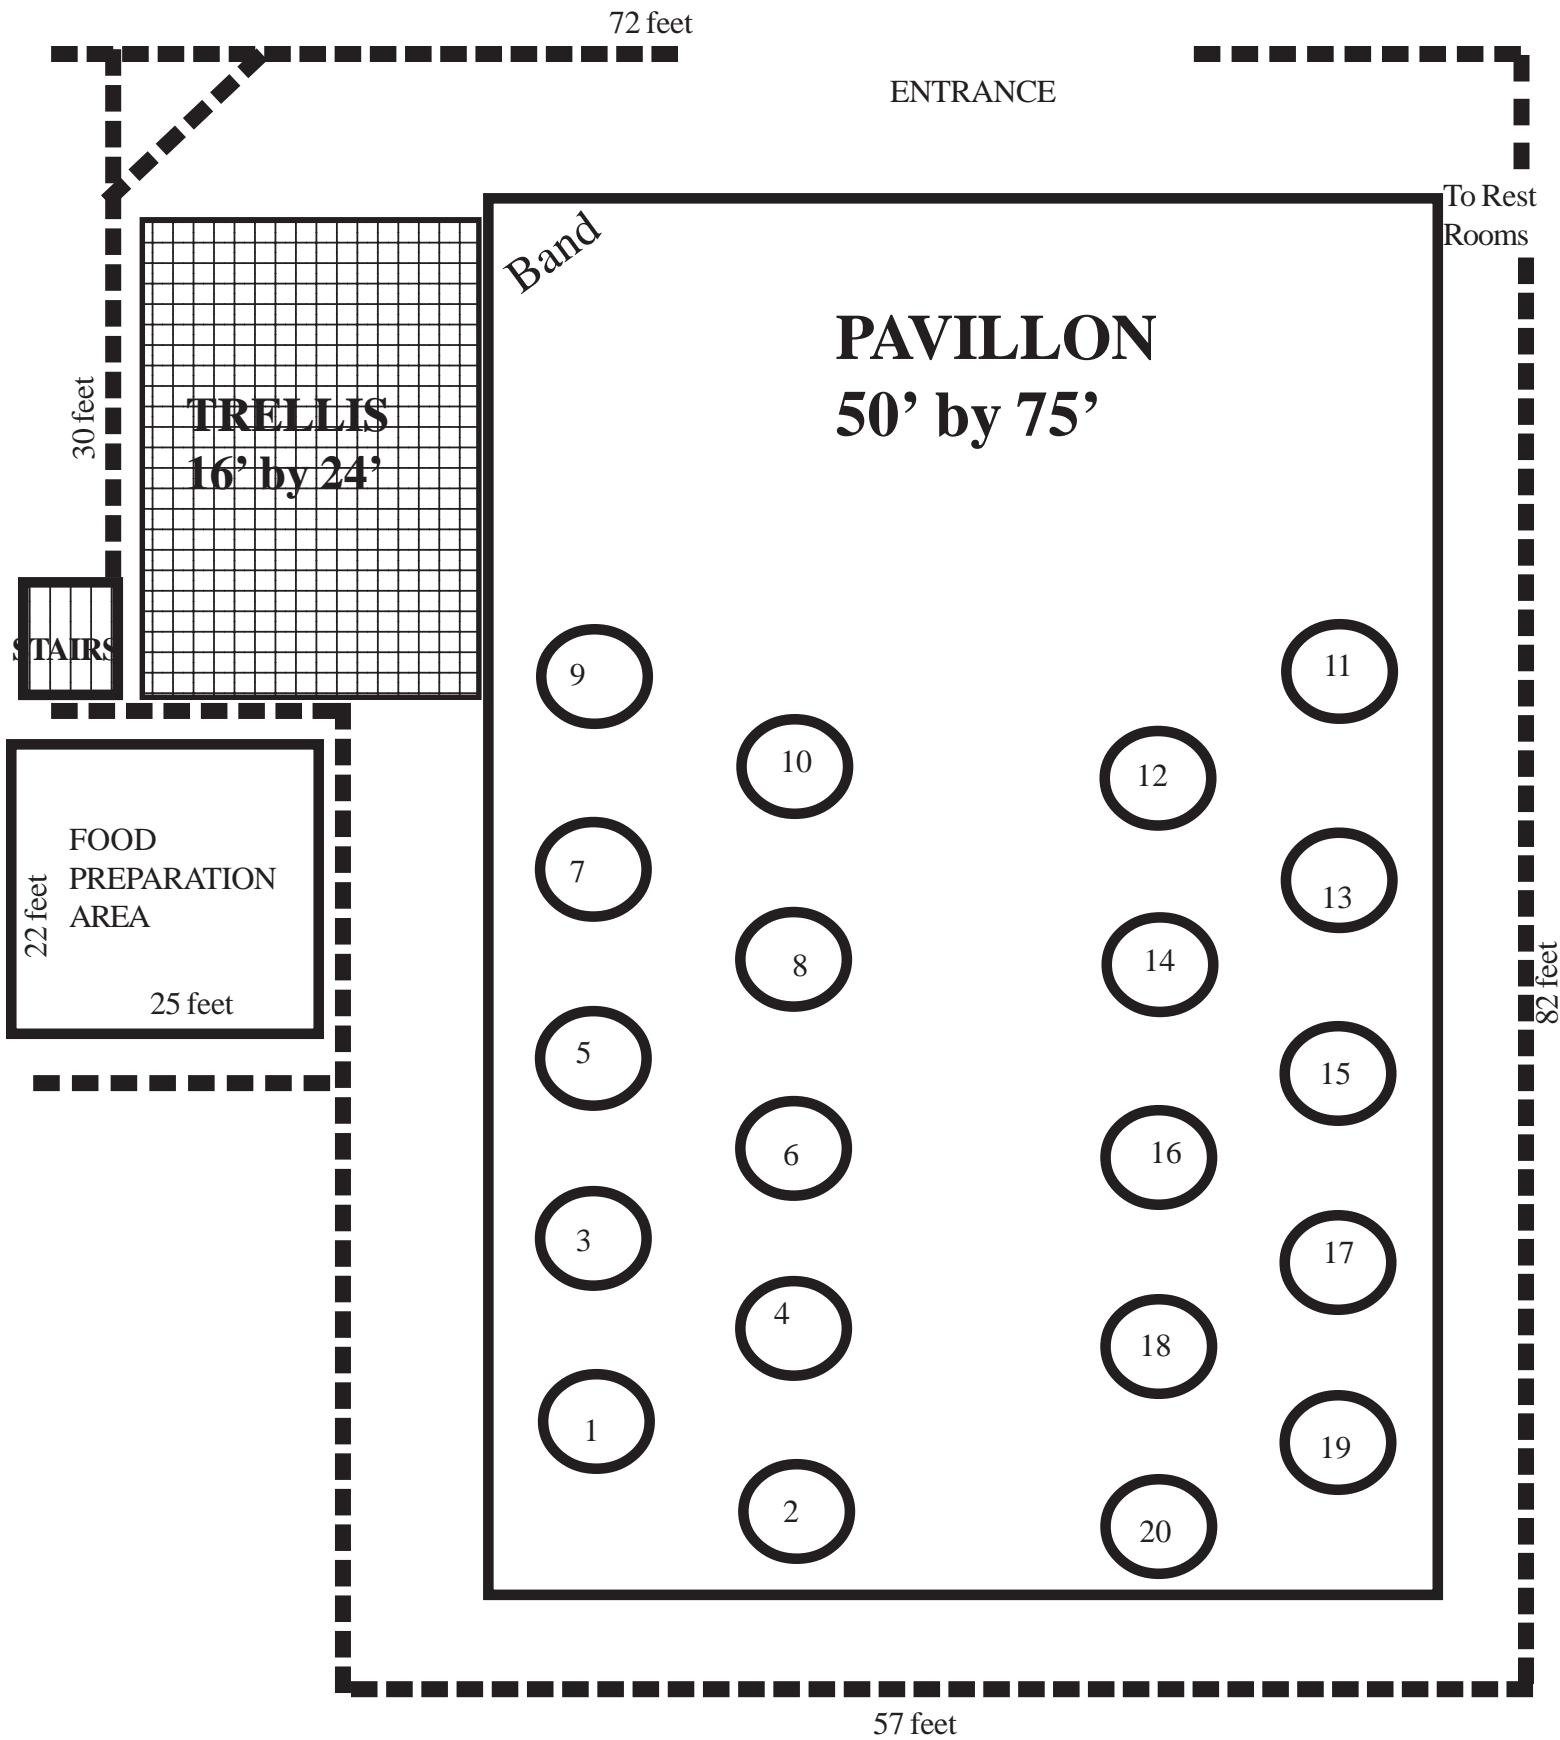 72 feet
ENTRANCE
To Rest
Rooms
Band
PAVILLON
50’ by 75’
30 feet
TRELLIS
16’ by 24’
STAIRS
9
11
10
12
FOOD
PREPARATION
AREA
22 feet
25 feet
7
13
8
14
82 feet
5
15
6
16
3
17
4
18
1
19
2
20
57 feet